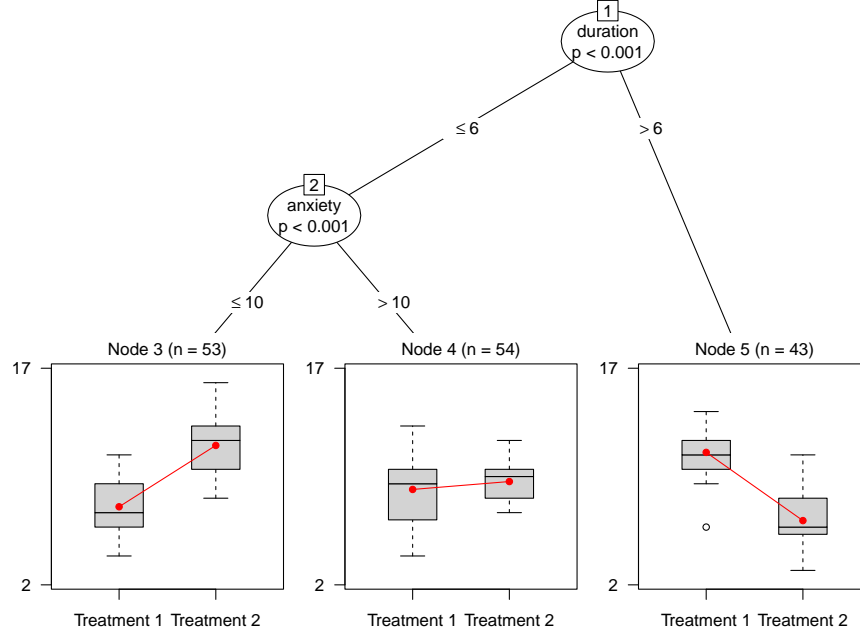 1
duration
p < 0.001
≤ 6
> 6
2
anxiety
p < 0.001
≤ 10
> 10
Node 3 (n = 53)
17
2
Treatment 1 Treatment 2
Node 4 (n = 54)
17
2
Treatment 1 Treatment 2
Node 5 (n = 43)
17
2
Treatment 1 Treatment 2